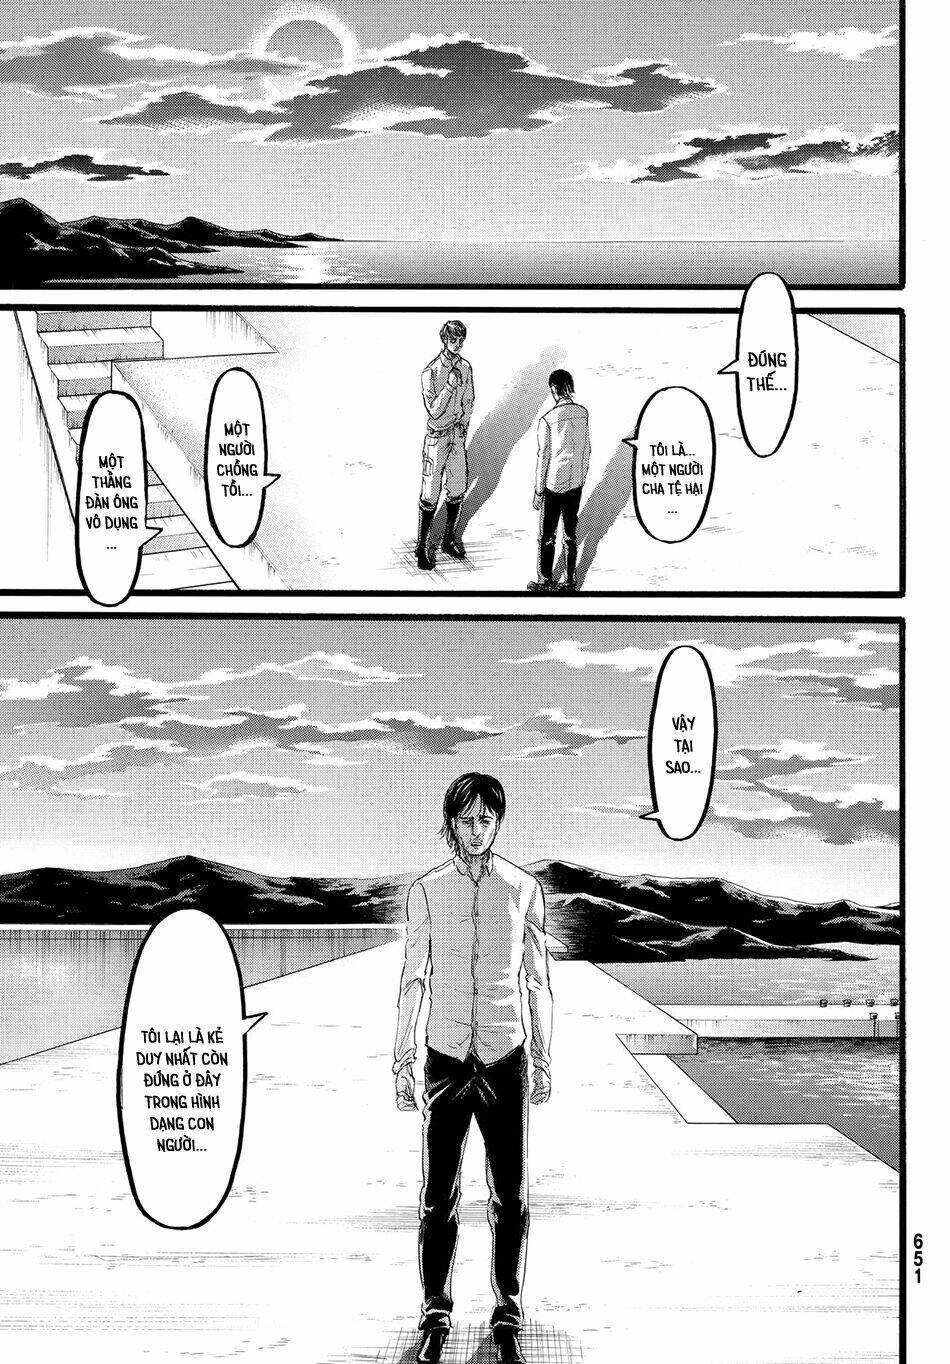 ĐÚNG
THẾ...
TÔI LÀ...
MỘT NGƯỜI
CHA TỆ HẠI
...
MỘT
NGƯỜI
CHỒNG
TỒI...
MỘT
THẰNG
ĐÀN ÔNG
VÔ DỤNG
...
VẬY
TẠI
SAO...
TÔI LẠI LÀ KẺ
DUY NHẤT CÒN
ĐỨNG Ở ĐÂY
TRONG HÌNH
DẠNG CON
NGƯỜI...
651